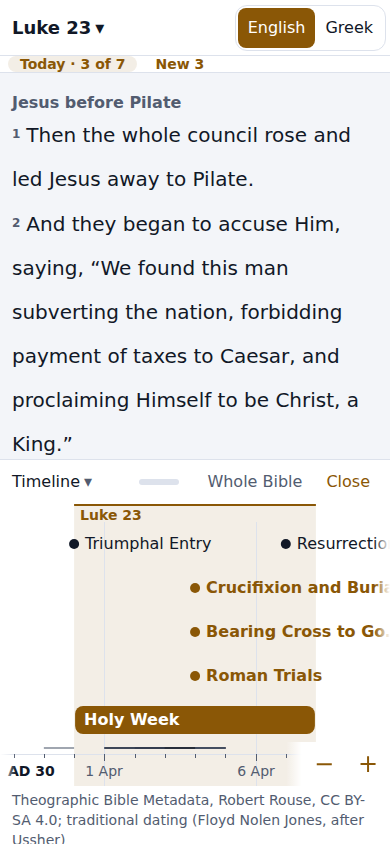 Luke 23 ▾
English
Greek
Today · 3 of 7
New 3
Jesus before Pilate
1 Then the whole council rose and
led Jesus away to Pilate.
2 And they began to accuse Him,
saying, “We found this man
subverting the nation, forbidding
payment of taxes to Caesar, and
proclaiming Himself to be Christ, a
King.”
Timeline ▾
Whole Bible
Close
Luke 23
Triumphal Entry
Resurrectio
Crucifixion and Buria
Bearing Cross to Go…
Roman Trials
Holy Week
AD 30
1 Apr
6 Apr
− +
Theographic Bible Metadata, Robert Rouse, CC BY-
SA 4.0; traditional dating (Floyd Nolen Jones, after
Ussher)